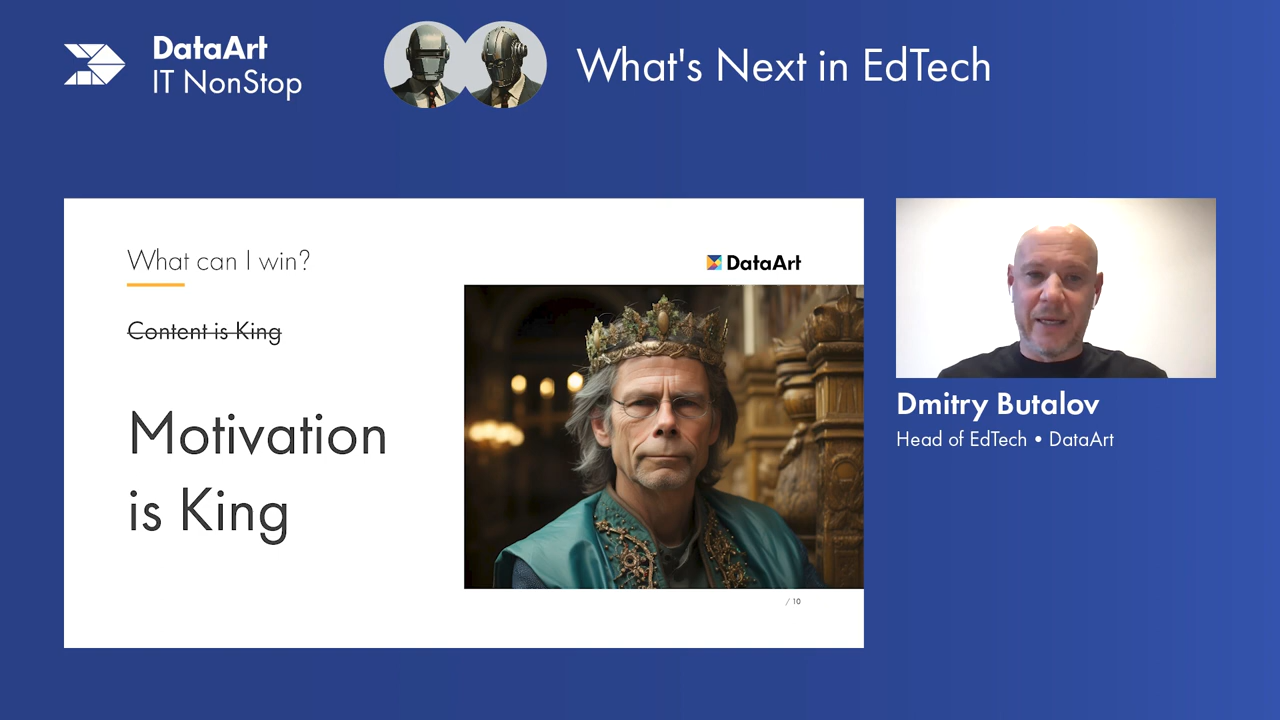 DataArt
IT NonStop
What's Next in EdTech
What can I win?
DataArt
Content is King
Motivation
is King
/ 10
Dmitry Butalov
Head of EdTech • DataArt